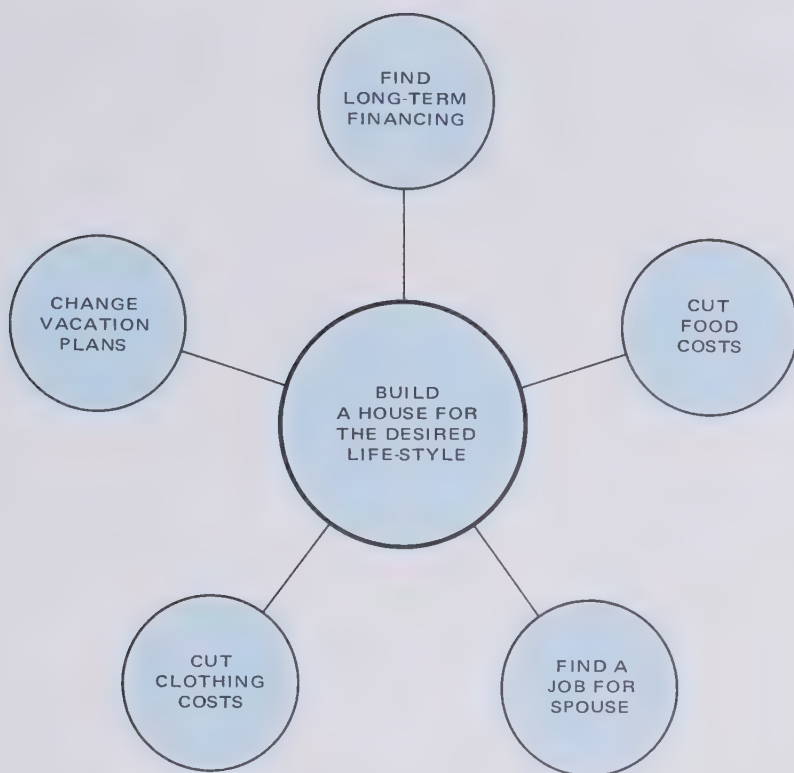 FIND
LONG-TERM
FINANCING
CHANGE
VACATION
PLANS
CUT
FOOD
COSTS
BUILD
A HOUSE FOR
THE DESIRED
LIFE-STYLE
CUT
CLOTHING
COSTS
FIND A
JOB FOR
SPOUSE